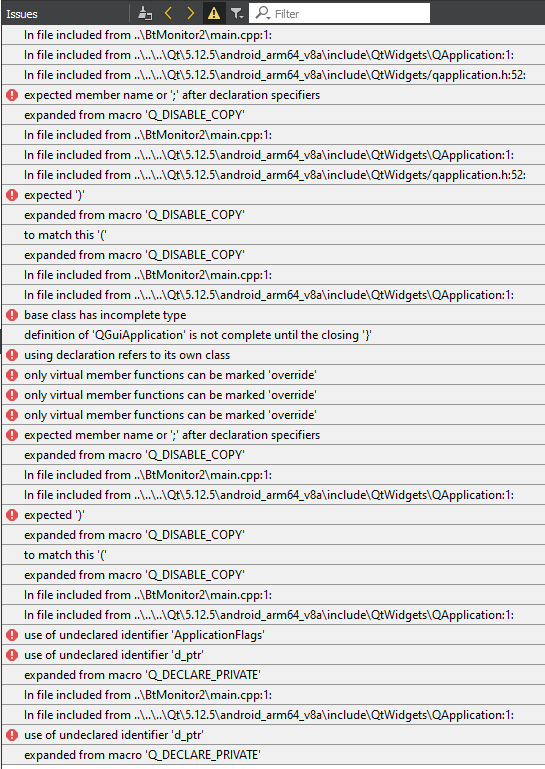 Issues Filter
In file included from ..\BtMonitor2\main.cpp:1:
In file included from ..\..\..\Qt\5.12.5\android_arm64_v8a\include\QtWidgets\QApplication:1:
In file included from ..\..\..\Qt\5.12.5\android_arm64_v8a\include\QtWidgets/qapplication.h:52:
expected member name or ';' after declaration specifiers
expanded from macro 'Q_DISABLE_COPY'
In file included from ..\BtMonitor2\main.cpp:1:
In file included from ..\..\..\Qt\5.12.5\android_arm64_v8a\include\QtWidgets\QApplication:1:
In file included from ..\..\..\Qt\5.12.5\android_arm64_v8a\include\QtWidgets/qapplication.h:52:
expected ')'
expanded from macro 'Q_DISABLE_COPY'
to match this '('
expanded from macro 'Q_DISABLE_COPY'
In file included from ..\BtMonitor2\main.cpp:1:
In file included from ..\..\..\Qt\5.12.5\android_arm64_v8a\include\QtWidgets\QApplication:1:
base class has incomplete type
definition of 'QGuiApplication' is not complete until the closing '}'
using declaration refers to its own class
only virtual member functions can be marked 'override'
only virtual member functions can be marked 'override'
only virtual member functions can be marked 'override'
expected member name or ';' after declaration specifiers
expanded from macro 'Q_DISABLE_COPY'
In file included from ..\BtMonitor2\main.cpp:1:
In file included from ..\..\..\Qt\5.12.5\android_arm64_v8a\include\QtWidgets\QApplication:1:
expected ')'
expanded from macro 'Q_DISABLE_COPY'
to match this '('
expanded from macro 'Q_DISABLE_COPY'
In file included from ..\BtMonitor2\main.cpp:1:
In file included from ..\..\..\Qt\5.12.5\android_arm64_v8a\include\QtWidgets\QApplication:1:
use of undeclared identifier 'ApplicationFlags'
use of undeclared identifier 'd_ptr'
expanded from macro 'Q_DECLARE_PRIVATE'
In file included from ..\BtMonitor2\main.cpp:1:
In file included from ..\..\..\Qt\5.12.5\android_arm64_v8a\include\QtWidgets\QApplication:1:
use of undeclared identifier 'd_ptr'
expanded from macro 'Q_DECLARE_PRIVATE'